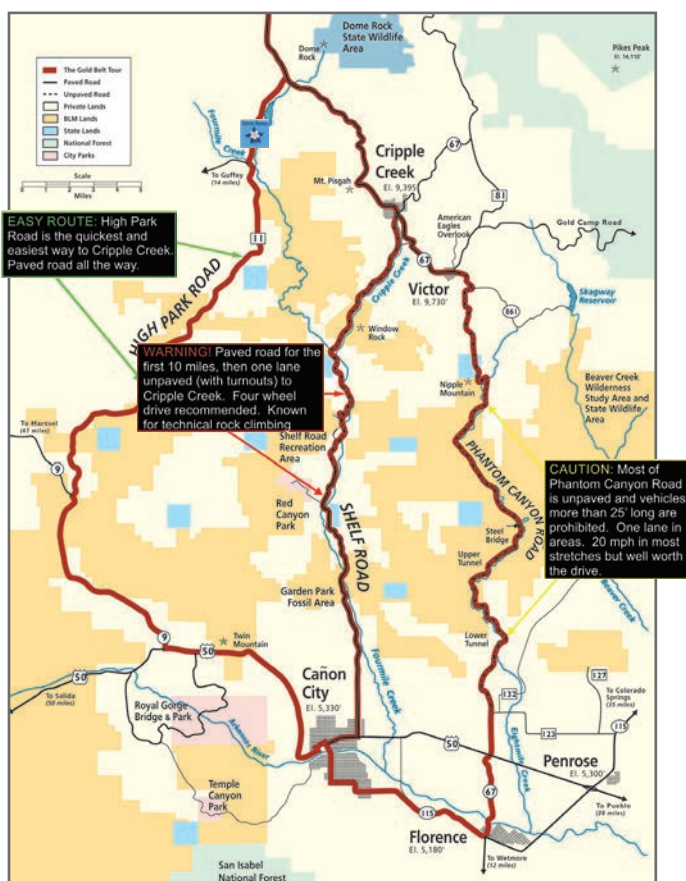 Dome Rock
State Wildlife
Area
Dome
Rock
Pikes Peak
El. 14,110'
The Gold Belt Tour
Paved Road
Unpaved Road
Private Lands
BLM Lands
State Lands
National Forest
City Parks
Scale
Miles
Fourmile
Creek
To Guffey
(14 miles)
67
81
Cripple
Creek
El. 9,395'
Mt. Pisgah
American
Eagles
Overlook
Gold Camp Road
EASY ROUTE: High Park
Road is the quickest and
easiest way to Cripple Creek.
Paved road all the way.
11
HIGH PARK ROAD
Cripple Creek
67
Victor
El. 9,730'
861
Skagway
Reservoir
Window
Rock
WARNING! Paved road for the
first 10 miles, then one lane
unpaved (with turnouts) to
Cripple Creek. Four wheel
drive recommended. Known
for technical rock climbing
Nipple
Mountain
Beaver Creek
Wilderness
Study Area and
State Wildlife
Area
To Hartsel
(47 miles)
9
Shelf Road
Recreation
Area
Red
Canyon
Park
SHELF ROAD
PHANTOM CANYON ROAD
CAUTION: Most of
Phantom Canyon Road
is unpaved and vehicles
more than 25' long are
prohibited. One lane in
areas. 20 mph in most
stretches but well worth
the drive.
Steel
Bridge
Upper
Tunnel
Beaver Creek
Garden Park
Fossil Area
Lower
Tunnel
9
50
Twin
Mountain
50
To Salida
(50 miles)
Royal Gorge
Bridge & Park
Arkansas River
Cañon
City
El. 5,330'
Fourmile Creek
132
127
To Colorado
Springs
(35 miles)
115
123
50
Eightmile Creek
Penrose
El. 5,300'
Temple
Canyon
Park
67
To Pueblo
(28 miles)
115
Florence
El. 5,180'
To Wetmore
(12 miles)
San Isabel
National Forest